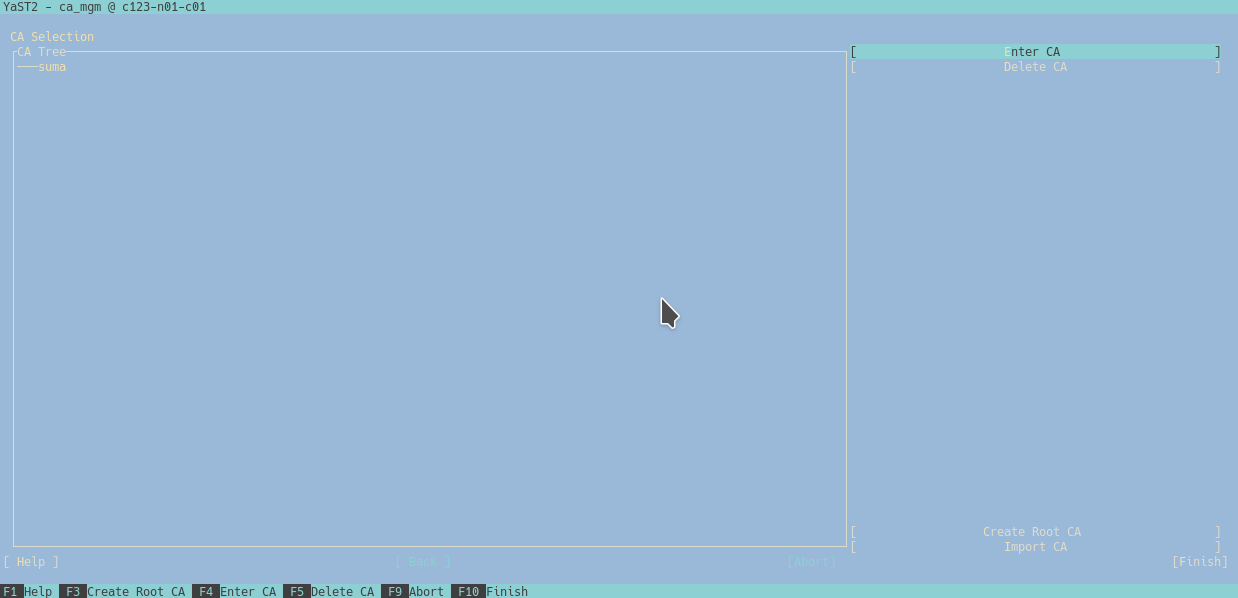 YaST2 - ca_mgm @ c123-n01-c01
CA Selection
CA Tree
suma
[ Enter CA ]
[ Delete CA ]
[ Create Root CA ]
[ Import CA ]
[ Help ] [ Back ] [Abort] [Finish]
F1 Help F3 Create Root CA F4 Enter CA F5 Delete CA F9 Abort F10 Finish